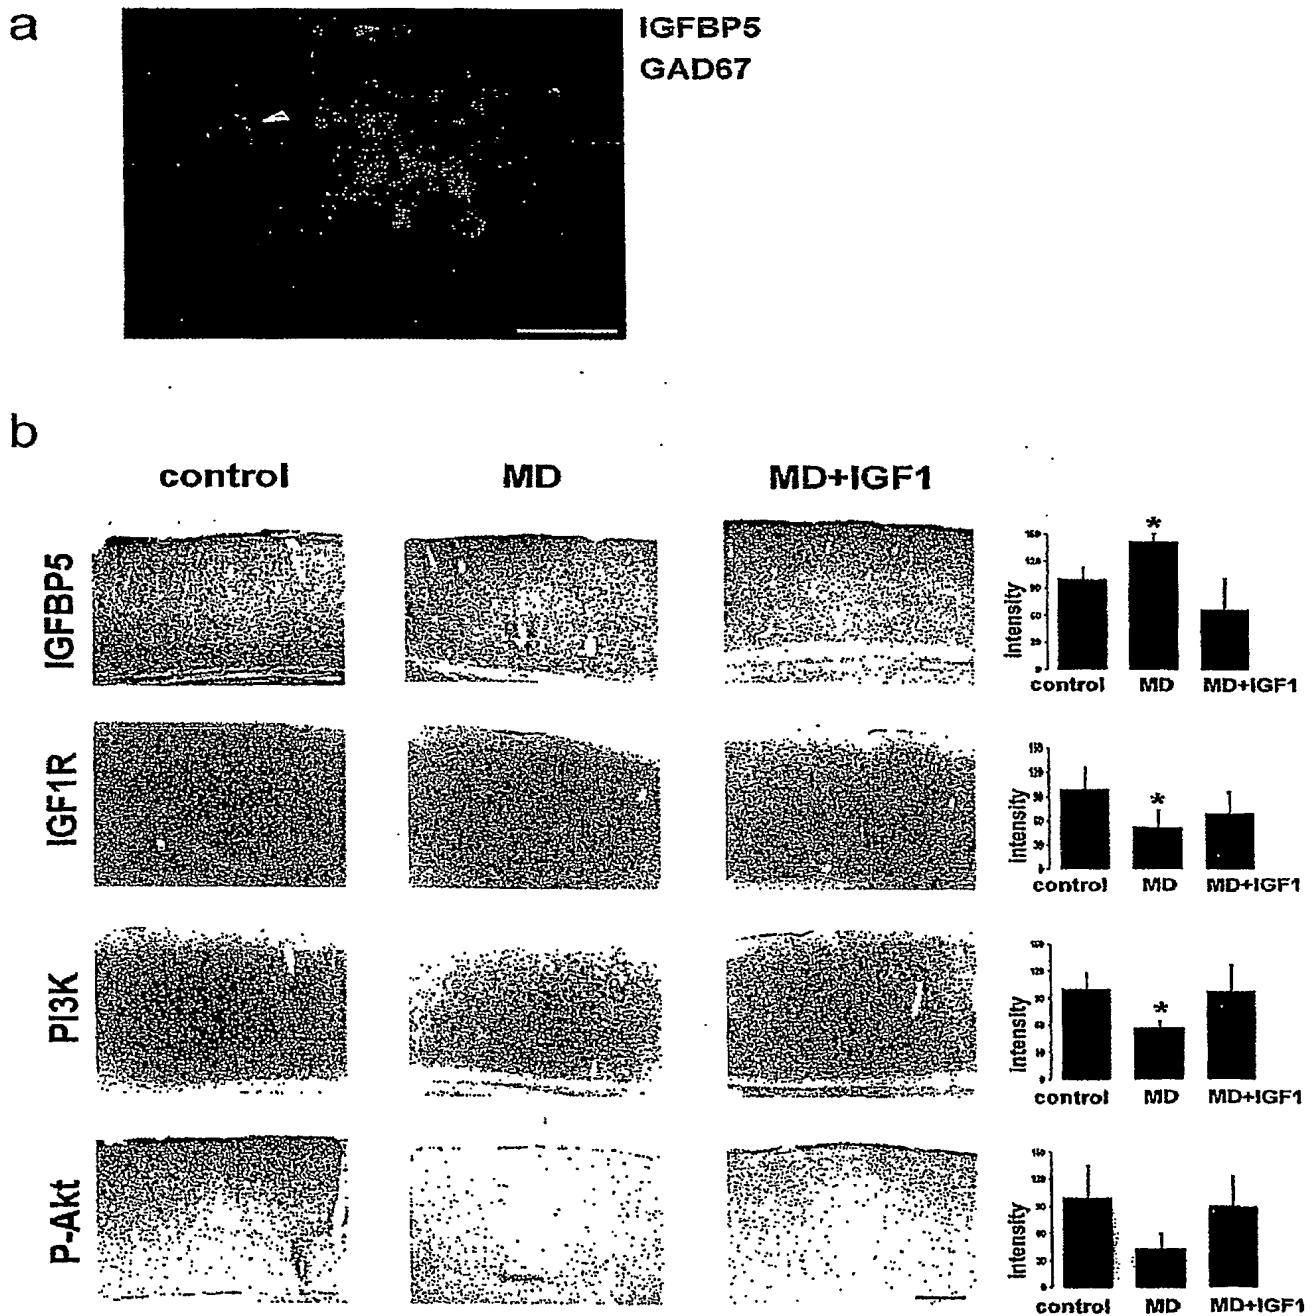 a
IGFBP5
GAD67
b
control MD MD+IGF1
IGFBP5
Intensity
*
control MD MD+IGF1
IGF1R
Intensity
*
control MD MD+IGF1
PI3K
Intensity
*
control MD MD+IGF1
P-Akt
Intensity
control MD MD+IGF1